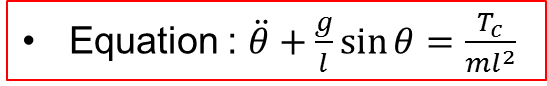 • Equation : θ̈ + g/l sin θ = T_C/ml²